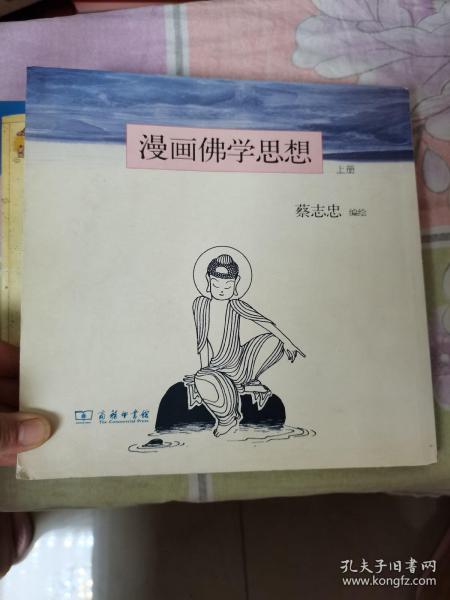 漫画佛学思想
上册
蔡志忠 编绘
商务印书馆
The Commercial Press
孔夫子旧书网
www.kongfz.com